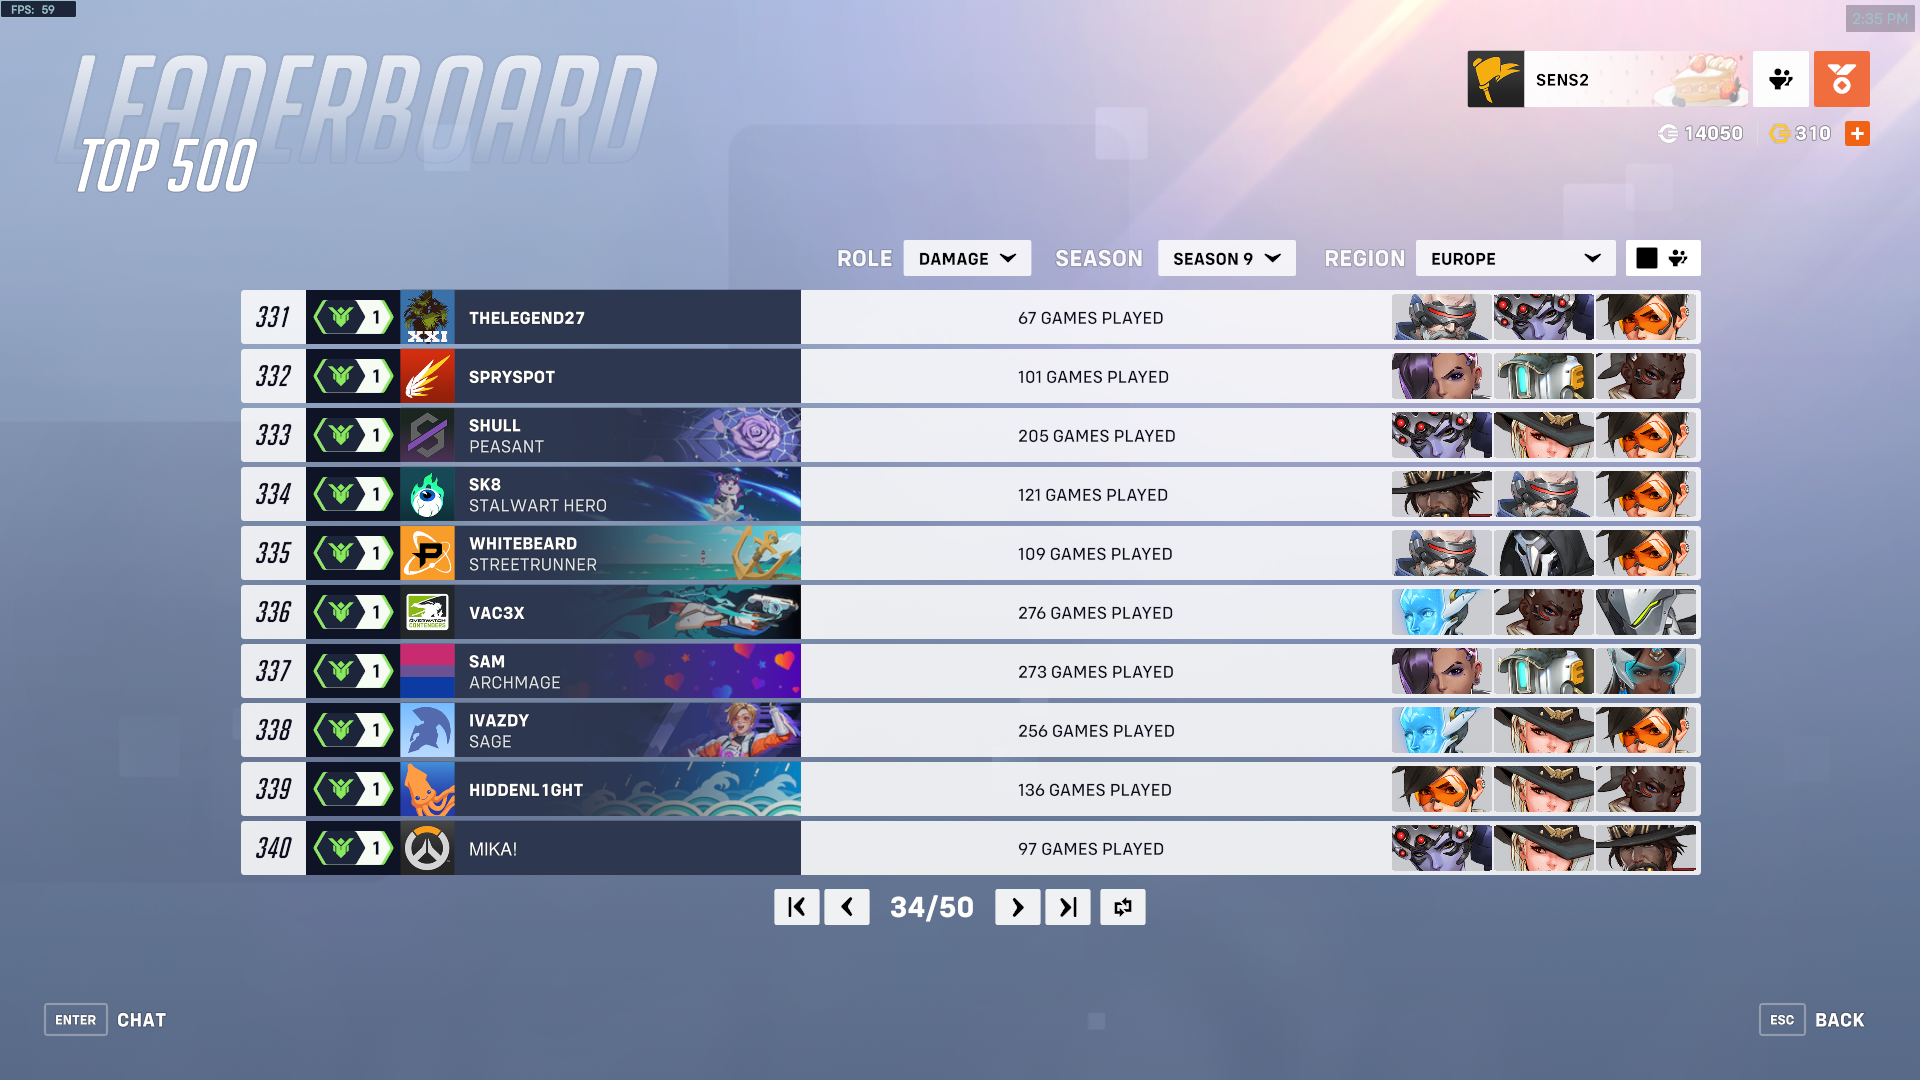 FPS: 59
2:35 PM
LEADERBOARD
TOP 500
SENS2
14050
310
ROLE DAMAGE SEASON SEASON 9 REGION EUROPE
331 1 XXI THELEGEND27 67 GAMES PLAYED
332 1 SPRYSPOT 101 GAMES PLAYED
333 1 SHULL 205 GAMES PLAYED
PEASANT
334 1 SK8 121 GAMES PLAYED
STALWART HERO
335 1 WHITEBEARD 109 GAMES PLAYED
STREETRUNNER
336 1 OVERWATCH CONTENDERS VAC3X 276 GAMES PLAYED
337 1 SAM 273 GAMES PLAYED
ARCHMAGE
338 1 IVAZDY 256 GAMES PLAYED
SAGE
339 1 HIDDENL1GHT 136 GAMES PLAYED
340 1 MIKA! 97 GAMES PLAYED
34/50
ENTER CHAT
ESC BACK